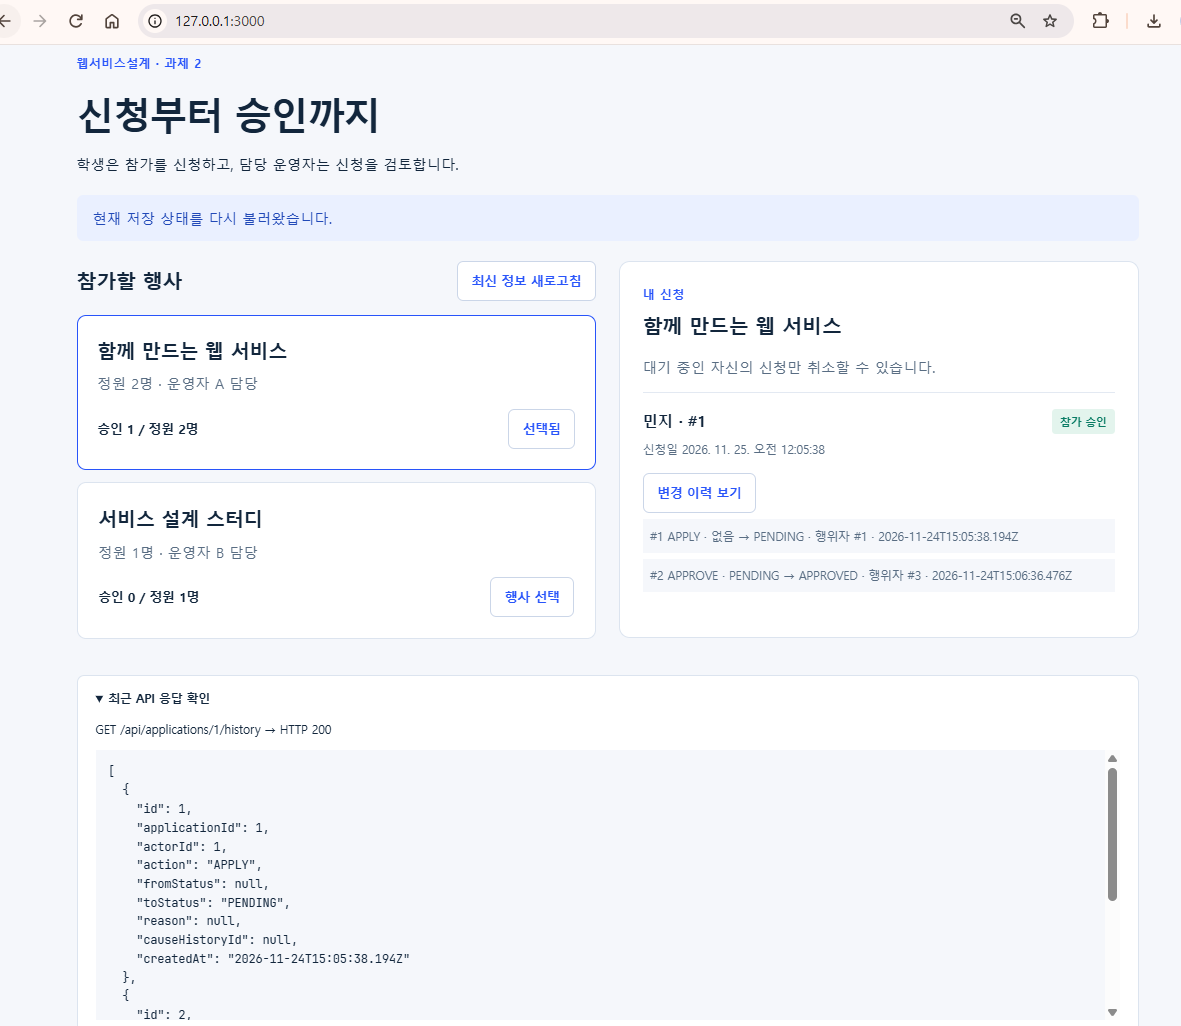 127.0.0.1:3000
웹서비스설계 · 과제 2
신청부터 승인까지
학생은 참가를 신청하고, 담당 운영자는 신청을 검토합니다.
현재 저장 상태를 다시 불러왔습니다.
참가할 행사
최신 정보 새로고침
함께 만드는 웹 서비스
정원 2명 · 운영자 A 담당
승인 1 / 정원 2명
선택됨
서비스 설계 스터디
정원 1명 · 운영자 B 담당
승인 0 / 정원 1명
행사 선택
내 신청
함께 만드는 웹 서비스
대기 중인 자신의 신청만 취소할 수 있습니다.
민지 · #1
참가 승인
신청일 2026. 11. 25. 오전 12:05:38
변경 이력 보기
#1 APPLY · 없음 → PENDING · 행위자 #1 · 2026-11-24T15:05:38.194Z
#2 APPROVE · PENDING → APPROVED · 행위자 #3 · 2026-11-24T15:06:36.476Z
▼ 최근 API 응답 확인
GET /api/applications/1/history → HTTP 200
[
  {
    "id": 1,
    "applicationId": 1,
    "actorId": 1,
    "action": "APPLY",
    "fromStatus": null,
    "toStatus": "PENDING",
    "reason": null,
    "causeHistoryId": null,
    "createdAt": "2026-11-24T15:05:38.194Z"
  },
  {
    "id": 2,